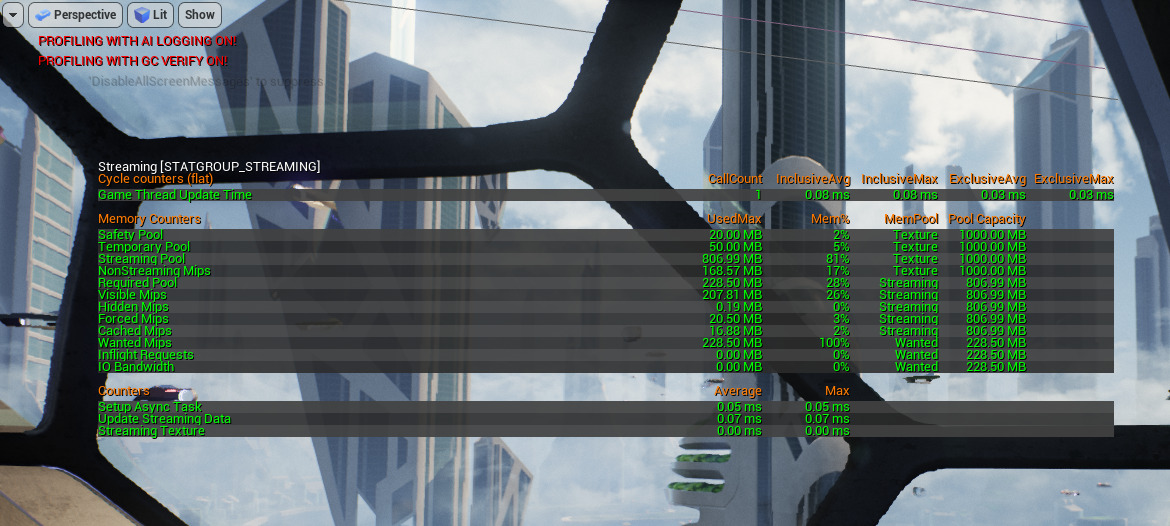 Perspective Lit Show
PROFILING WITH AI LOGGING ON!
PROFILING WITH GC VERIFY ON!
'DisableAllScreenMessages' to suppress
Streaming [STATGROUP_STREAMING]
Cycle counters (flat) CallCount InclusiveAvg InclusiveMax ExclusiveAvg ExclusiveMax
Game Thread Update Time 1 0.08 ms 0.08 ms 0.03 ms 0.03 ms
Memory Counters UsedMax Mem% MemPool Pool Capacity
Safety Pool 20.00 MB 2% Texture 1000.00 MB
Temporary Pool 50.00 MB 5% Texture 1000.00 MB
Streaming Pool 806.99 MB 81% Texture 1000.00 MB
NonStreaming Mips 168.57 MB 17% Texture 1000.00 MB
Required Pool 228.50 MB 28% Streaming 806.99 MB
Visible Mips 207.81 MB 26% Streaming 806.99 MB
Hidden Mips 0.19 MB 0% Streaming 806.99 MB
Forced Mips 20.50 MB 3% Streaming 806.99 MB
Cached Mips 16.88 MB 2% Streaming 806.99 MB
Wanted Mips 228.50 MB 100% Wanted 228.50 MB
Inflight Requests 0.00 MB 0% Wanted 228.50 MB
IO Bandwidth 0.00 MB 0% Wanted 228.50 MB
Counters Average Max
Setup Async Task 0.05 ms 0.05 ms
Update Streaming Data 0.07 ms 0.07 ms
Streaming Texture 0.00 ms 0.00 ms